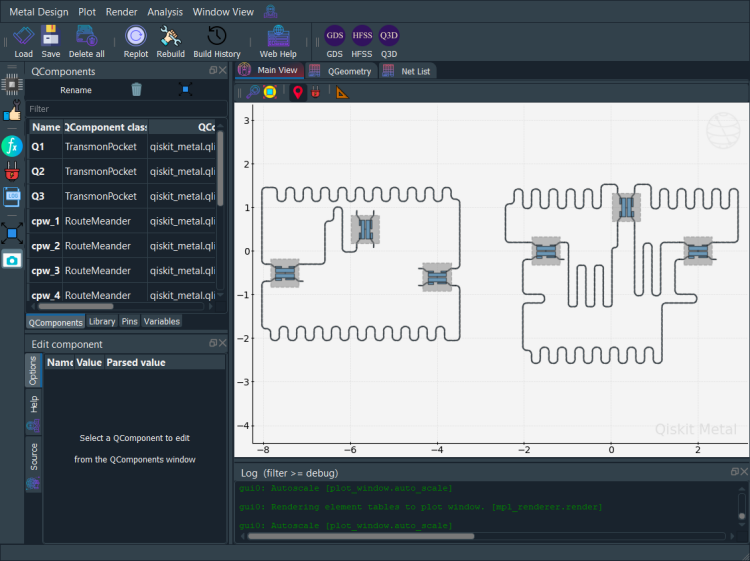 Metal Design Plot Render Analysis Window View
Load Save Delete all Replot Rebuild Build History Web Help GDS HFSS Q3D
GDS HFSS Q3D
QComponents
Rename
Filter
Name QComponent class QCo
Q1 TransmonPocket qiskit_metal.qli
Q2 TransmonPocket qiskit_metal.qli
Q3 TransmonPocket qiskit_metal.qli
cpw_1 RouteMeander qiskit_metal.qli
cpw_2 RouteMeander qiskit_metal.qli
cpw_3 RouteMeander qiskit_metal.qli
cpw_4 RouteMeander qiskit_metal.qli
QComponents Library Pins Variables
Edit component
Options
Help
Source
Name Value Parsed value
Select a QComponent to edit
from the QComponents window
Main View QGeometry Net List
3
2
1
0
−1
−2
−3
−4
−8 −6 −4 −2 0 2
Qiskit Metal
Log (filter >= debug)
gui0: Autoscale [plot_window.auto_scale]
gui0: Rendering element tables to plot window. [mpl_renderer.render]
gui0: Autoscale [plot_window.auto_scale]